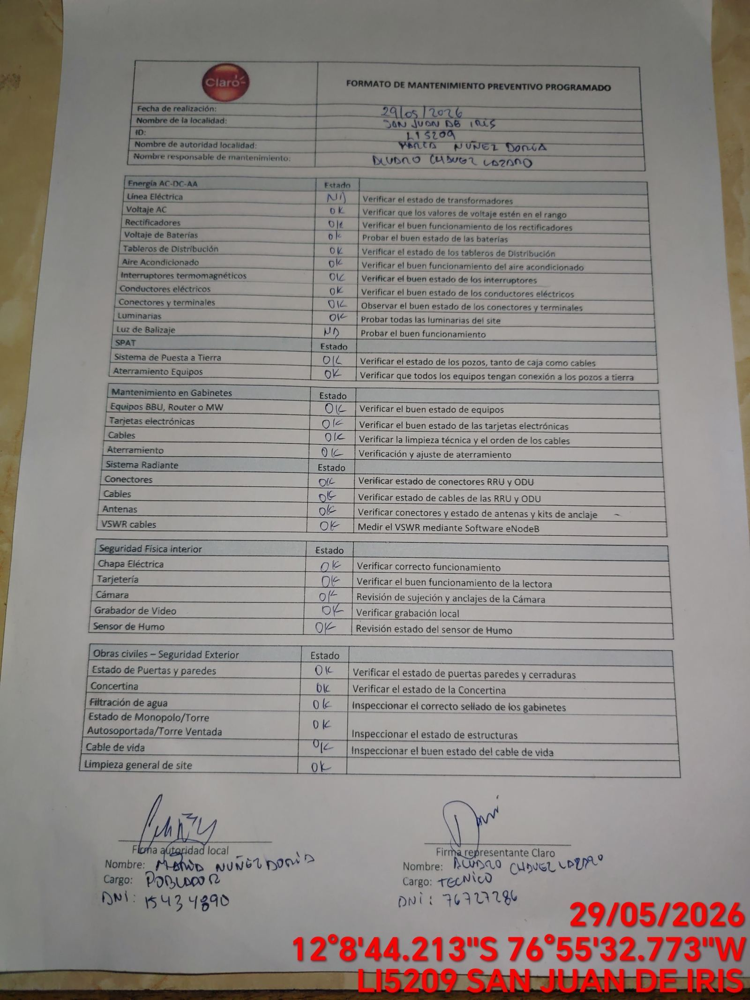 Claro
FORMATO DE MANTENIMIENTO PREVENTIVO PROGRAMADO
Fecha de realización: 29/05/2026
Nombre de la localidad: SAN JUAN DE IRIS
ID: LI5209
Nombre de autoridad localidad: MARIA NUÑEZ DORIA
Nombre responsable de mantenimiento: ALVARO CHAVEZ LAZARO
Energía AC-DC-AA Estado
Línea Eléctrica NA Verificar el estado de transformadores
Voltaje AC OK Verificar que los valores de voltaje estén en el rango
Rectificadores OK Verificar el buen funcionamiento de los rectificadores
Voltaje de Baterías OK Probar el buen estado de las baterías
Tableros de Distribución OK Verificar el estado de los tableros de Distribución
Aire Acondicionado OK Verificar el buen funcionamiento del aire acondicionado
Interruptores termomagnéticos OK Verificar el buen estado de los interruptores
Conductores eléctricos OK Verificar el buen estado de los conductores eléctricos
Conectores y terminales OK Observar el buen estado de los conectores y terminales
Luminarias OK Probar todas las luminarias del site
Luz de Balizaje NA Probar el buen funcionamiento
SPAT Estado
Sistema de Puesta a Tierra OK Verificar el estado de los pozos, tanto de caja como cables
Aterramiento Equipos OK Verificar que todos los equipos tengan conexión a los pozos a tierra
Mantenimiento en Gabinetes Estado
Equipos BBU, Router o MW OK Verificar el buen estado de equipos
Tarjetas electrónicas OK Verificar el buen estado de las tarjetas electrónicas
Cables OK Verificar la limpieza técnica y el orden de los cables
Aterramiento OK Verificación y ajuste de aterramiento
Sistema Radiante Estado
Conectores OK Verificar estado de conectores RRU y ODU
Cables OK Verificar estado de cables de las RRU y ODU
Antenas OK Verificar conectores y estado de antenas y kits de anclaje
VSWR cables OK Medir el VSWR mediante Software eNodeB
Seguridad Física interior Estado
Chapa Eléctrica OK Verificar correcto funcionamiento
Tarjetería OK Verificar el buen funcionamiento de la lectora
Cámara OK Revisión de sujeción y anclajes de la Cámara
Grabador de Video OK Verificar grabación local
Sensor de Humo OK Revisión estado del sensor de Humo
Obras civiles – Seguridad Exterior Estado
Estado de Puertas y paredes OK Verificar el estado de puertas paredes y cerraduras
Concertina OK Verificar el estado de la Concertina
Filtración de agua OK Inspeccionar el correcto sellado de los gabinetes
Estado de Monopolo/Torre
Autosoportada/Torre Ventada OK Inspeccionar el estado de estructuras
Cable de vida OK Inspeccionar el buen estado del cable de vida
Limpieza general de site OK
Firma autoridad local
Nombre: MARIA NUÑEZ DORIA
Cargo: POBLADOR
DNI: 15434890
Firma representante Claro
Nombre: ALVARO CHAVEZ LAZARO
Cargo: TECNICO
DNI: 76727286
29/05/2026
12°8'44.213"S 76°55'32.773"W
LI5209 SAN JUAN DE IRIS